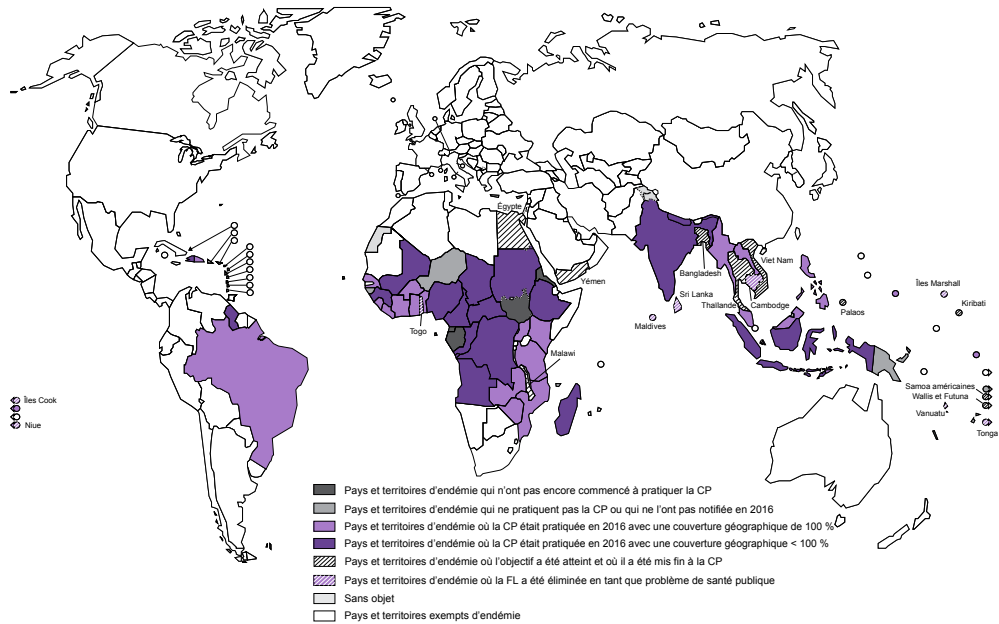 Égypte
Yémen
Togo
Malawi
Bangladesh
Viet Nam
Sri Lanka
Thaïlande
Cambodge
Maldives
Palaos
Îles Marshall
Kiribati
Samoa américaines
Wallis et Futuna
Vanuatu
Tonga
Îles Cook
Niue
Pays et territoires d'endémie qui n'ont pas encore commencé à pratiquer la CP
Pays et territoires d'endémie qui ne pratiquent pas la CP ou qui ne l'ont pas notifiée en 2016
Pays et territoires d'endémie où la CP était pratiquée en 2016 avec une couverture géographique de 100 %
Pays et territoires d'endémie où la CP était pratiquée en 2016 avec une couverture géographique < 100 %
Pays et territoires d'endémie où l'objectif a été atteint et où il a été mis fin à la CP
Pays et territoires d'endémie où la FL a été éliminée en tant que problème de santé publique
Sans objet
Pays et territoires exempts d'endémie